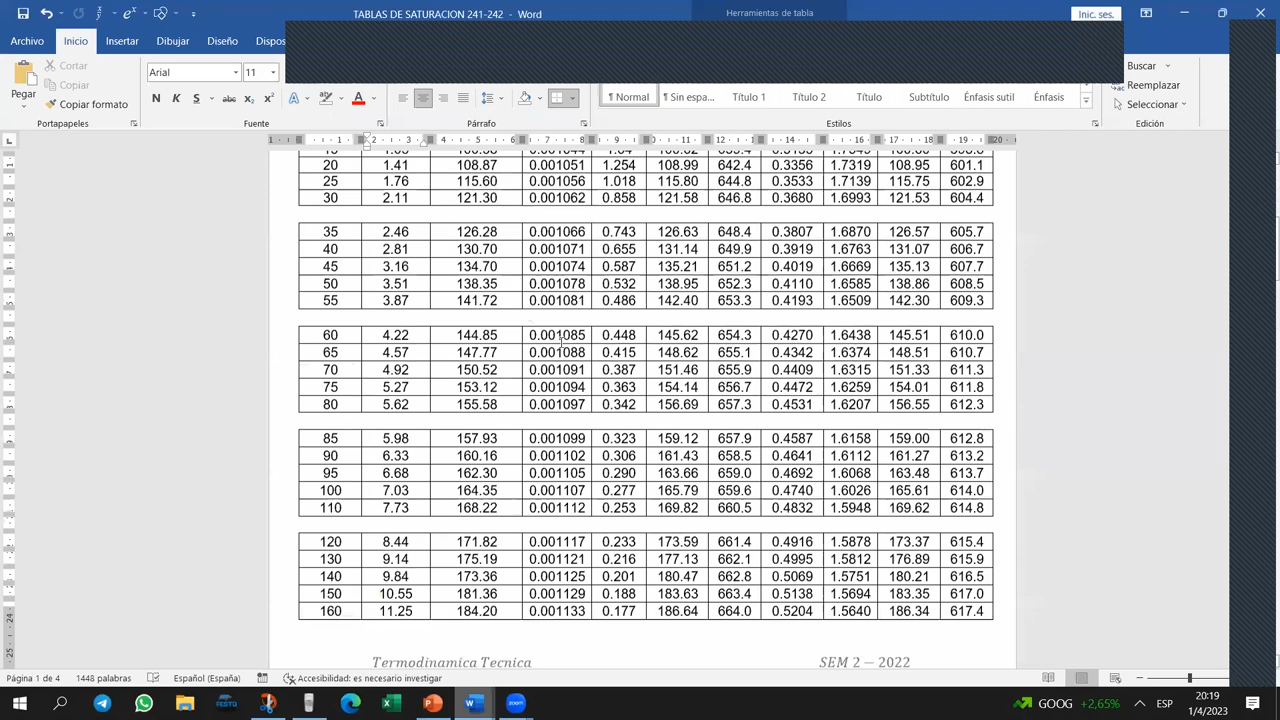 TABLAS DE SATURACION 241-242 - Word
Herramientas de tabla
Inic. ses.
Archivo Inicio Insertar Dibujar Diseño Dispos
Pegar
Cortar
Copiar
Copiar formato
Portapapeles
Arial 11
N K S abc x₂ x²
Fuente
Párrafo
¶ Normal ¶ Sin espa... Título 1 Título 2 Título Subtítulo Énfasis sutil Énfasis
Estilos
Buscar
Reemplazar
Seleccionar
Edición
20 1.41 108.87 0.001051 1.254 108.99 642.4 0.3356 1.7319 108.95 601.1
25 1.76 115.60 0.001056 1.018 115.80 644.8 0.3533 1.7139 115.75 602.9
30 2.11 121.30 0.001062 0.858 121.58 646.8 0.3680 1.6993 121.53 604.4
35 2.46 126.28 0.001066 0.743 126.63 648.4 0.3807 1.6870 126.57 605.7
40 2.81 130.70 0.001071 0.655 131.14 649.9 0.3919 1.6763 131.07 606.7
45 3.16 134.70 0.001074 0.587 135.21 651.2 0.4019 1.6669 135.13 607.7
50 3.51 138.35 0.001078 0.532 138.95 652.3 0.4110 1.6585 138.86 608.5
55 3.87 141.72 0.001081 0.486 142.40 653.3 0.4193 1.6509 142.30 609.3
60 4.22 144.85 0.001085 0.448 145.62 654.3 0.4270 1.6438 145.51 610.0
65 4.57 147.77 0.001088 0.415 148.62 655.1 0.4342 1.6374 148.51 610.7
70 4.92 150.52 0.001091 0.387 151.46 655.9 0.4409 1.6315 151.33 611.3
75 5.27 153.12 0.001094 0.363 154.14 656.7 0.4472 1.6259 154.01 611.8
80 5.62 155.58 0.001097 0.342 156.69 657.3 0.4531 1.6207 156.55 612.3
85 5.98 157.93 0.001099 0.323 159.12 657.9 0.4587 1.6158 159.00 612.8
90 6.33 160.16 0.001102 0.306 161.43 658.5 0.4641 1.6112 161.27 613.2
95 6.68 162.30 0.001105 0.290 163.66 659.0 0.4692 1.6068 163.48 613.7
100 7.03 164.35 0.001107 0.277 165.79 659.6 0.4740 1.6026 165.61 614.0
110 7.73 168.22 0.001112 0.253 169.82 660.5 0.4832 1.5948 169.62 614.8
120 8.44 171.82 0.001117 0.233 173.59 661.4 0.4916 1.5878 173.37 615.4
130 9.14 175.19 0.001121 0.216 177.13 662.1 0.4995 1.5812 176.89 615.9
140 9.84 173.36 0.001125 0.201 180.47 662.8 0.5069 1.5751 180.21 616.5
150 10.55 181.36 0.001129 0.188 183.63 663.4 0.5138 1.5694 183.35 617.0
160 11.25 184.20 0.001133 0.177 186.64 664.0 0.5204 1.5640 186.34 617.4
Termodinamica Tecnica SEM 2 − 2022
Página 1 de 4 1448 palabras Español (España) Accesibilidad: es necesario investigar
FESTO
zoom
GOOG +2,65% ESP 20:19
1/4/2023